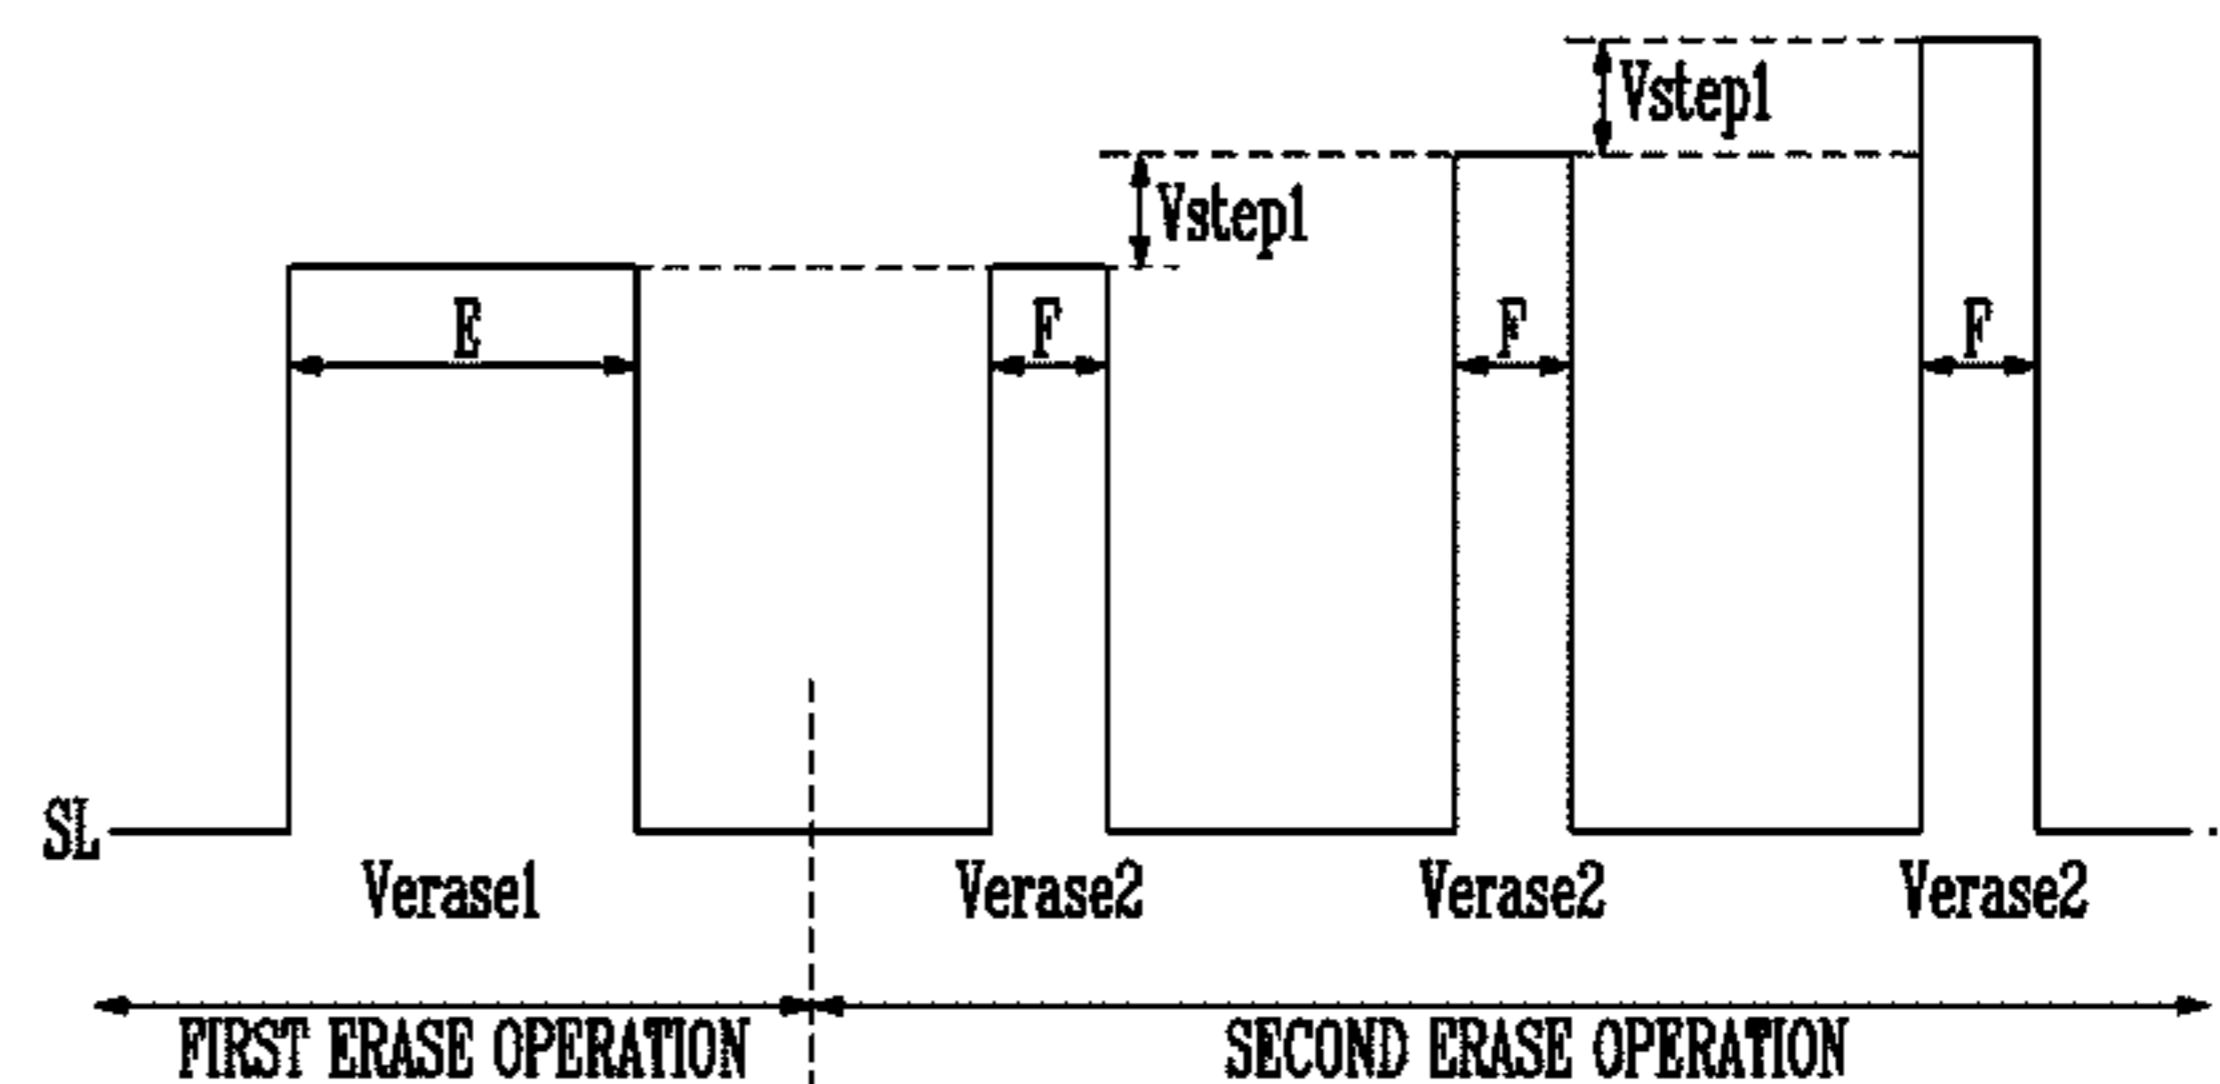 Vstep1
Vstep1
E F F F
SL
Verase1 Verase2 Verase2 Verase2
FIRST ERASE OPERATION SECOND ERASE OPERATION